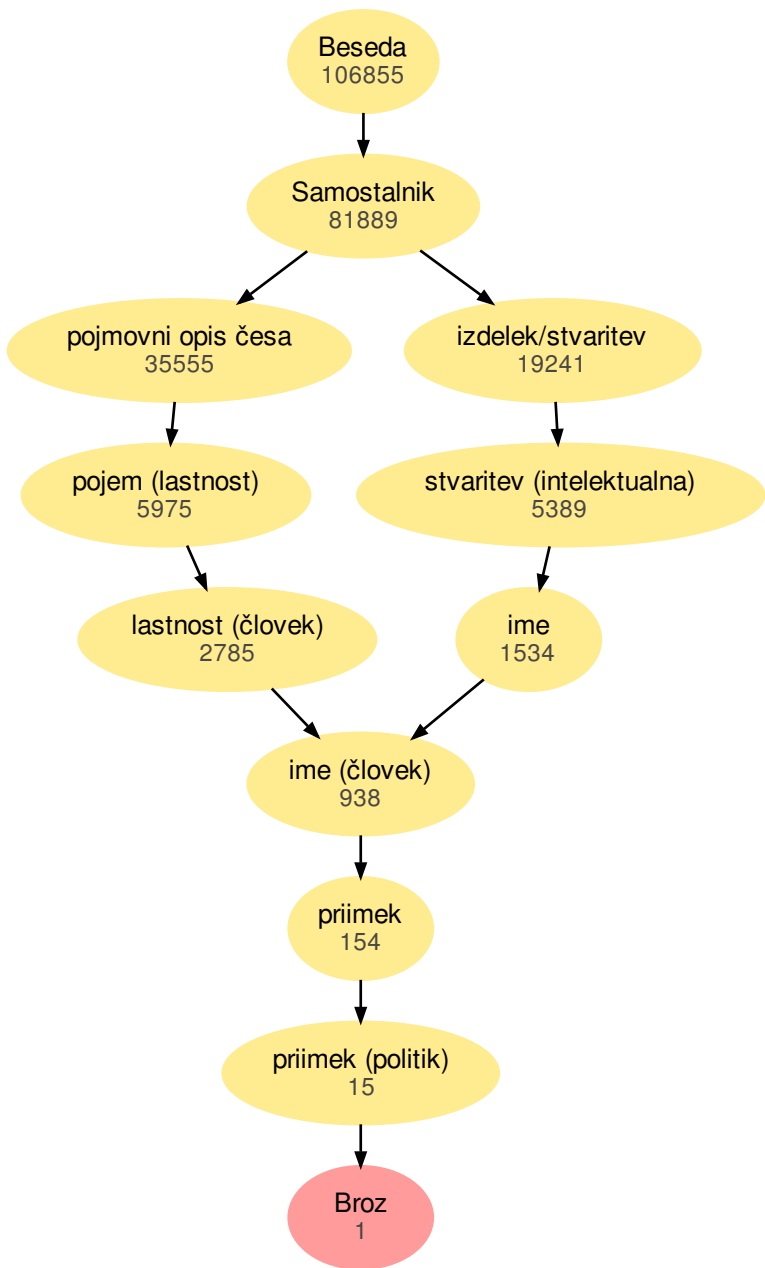 Beseda
106855
Samostalnik
81889
pojmovni opis česa
35555
izdelek/stvaritev
19241
pojem (lastnost)
5975
stvaritev (intelektualna)
5389
lastnost (človek)
2785
ime
1534
ime (človek)
938
priimek
154
priimek (politik)
15
Broz
1